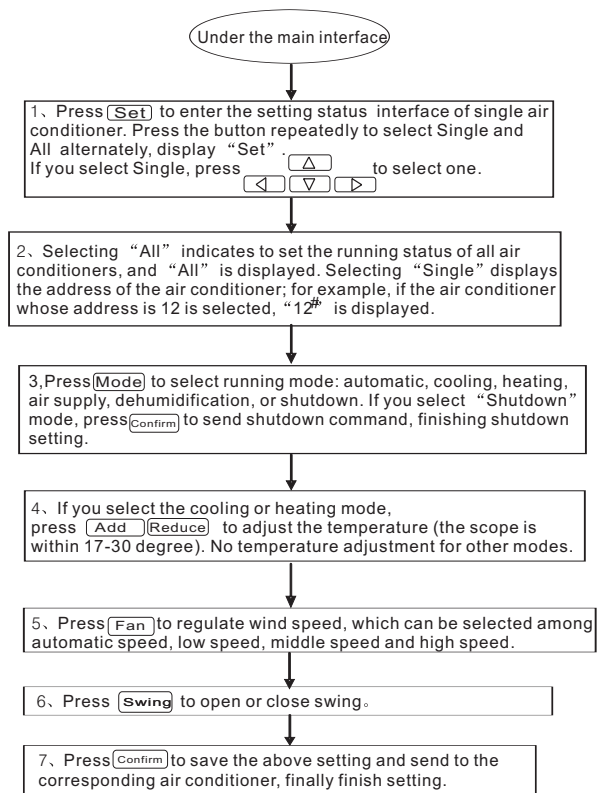 Under the main interface
1、Press Set to enter the setting status interface of single air
conditioner. Press the button repeatedly to select Single and
All alternately, display “Set”.
If you select Single, press △ to select one.
◁ ▽ ▷
2、Selecting “All” indicates to set the running status of all air
conditioners, and “All” is displayed. Selecting “Single” displays
the address of the air conditioner; for example, if the air conditioner
whose address is 12 is selected, “12#” is displayed.
3,Press Mode to select running mode: automatic, cooling, heating,
air supply, dehumidification, or shutdown. If you select “Shutdown”
mode, press Confirm to send shutdown command, finishing shutdown
setting.
4、If you select the cooling or heating mode,
press Add Reduce to adjust the temperature (the scope is
within 17-30 degree). No temperature adjustment for other modes.
5、Press Fan to regulate wind speed, which can be selected among
automatic speed, low speed, middle speed and high speed.
6、Press Swing to open or close swing。
7、Press Confirm to save the above setting and send to the
corresponding air conditioner, finally finish setting.